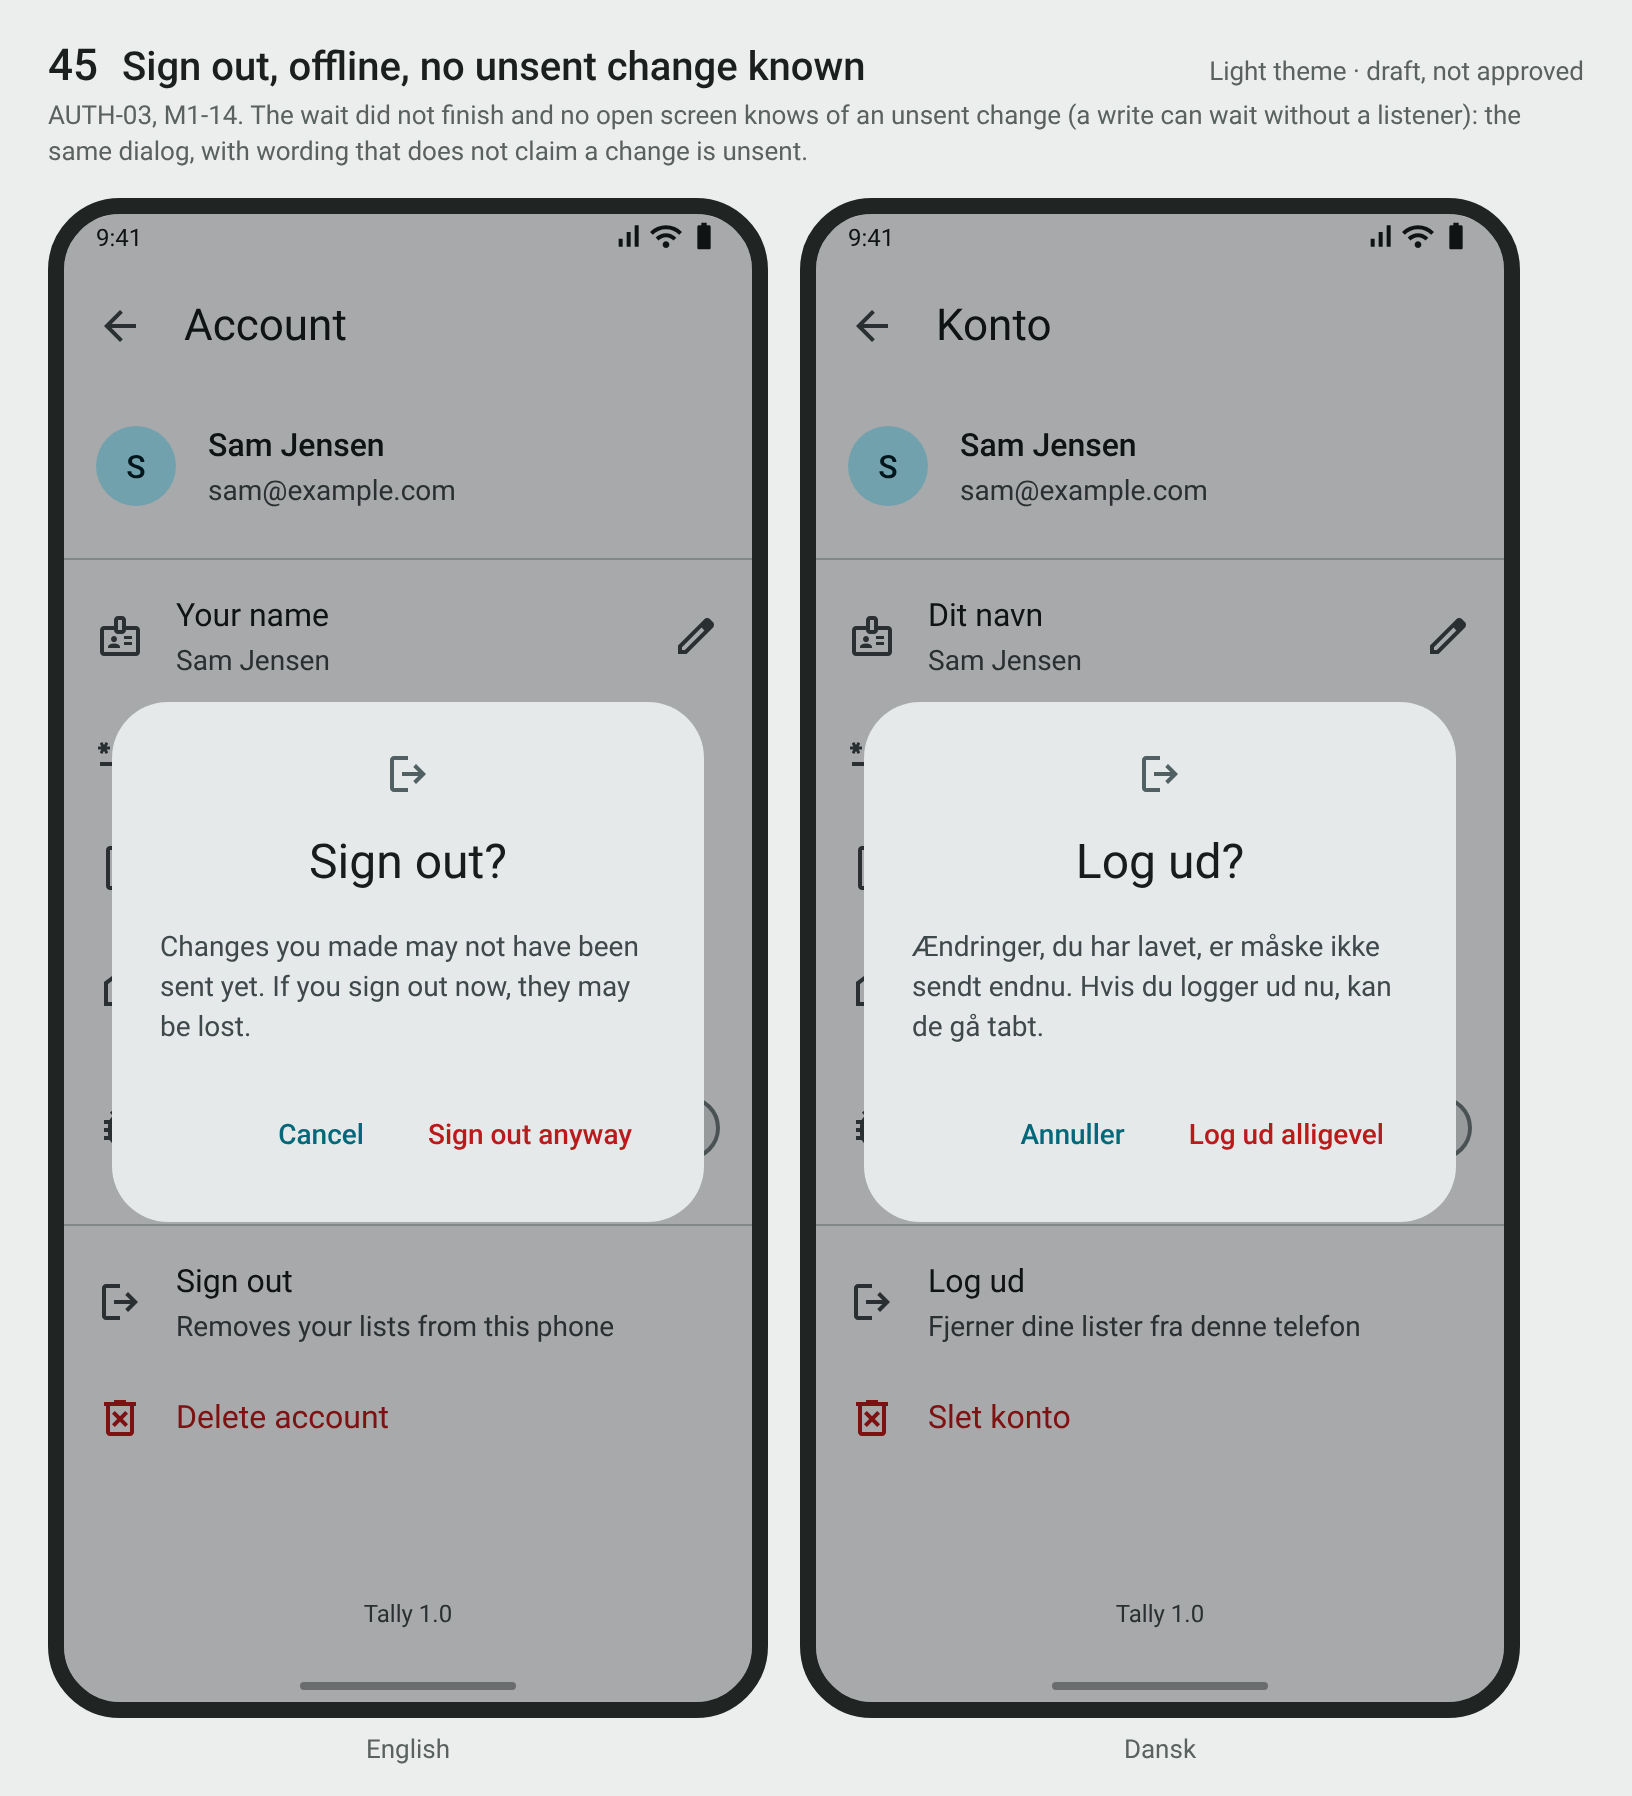 45 Sign out, offline, no unsent change known
Light theme · draft, not approved
AUTH-03, M1-14. The wait did not finish and no open screen knows of an unsent change (a write can wait without a listener): the
same dialog, with wording that does not claim a change is unsent.
9:41
Account
S
Sam Jensen
sam@example.com
Your name
Sam Jensen
Sign out?
Changes you made may not have been
sent yet. If you sign out now, they may
be lost.
Cancel
Sign out anyway
Sign out
Removes your lists from this phone
Delete account
Tally 1.0
English
9:41
Konto
S
Sam Jensen
sam@example.com
Dit navn
Sam Jensen
Log ud?
Ændringer, du har lavet, er måske ikke
sendt endnu. Hvis du logger ud nu, kan
de gå tabt.
Annuller
Log ud alligevel
Log ud
Fjerner dine lister fra denne telefon
Slet konto
Tally 1.0
Dansk